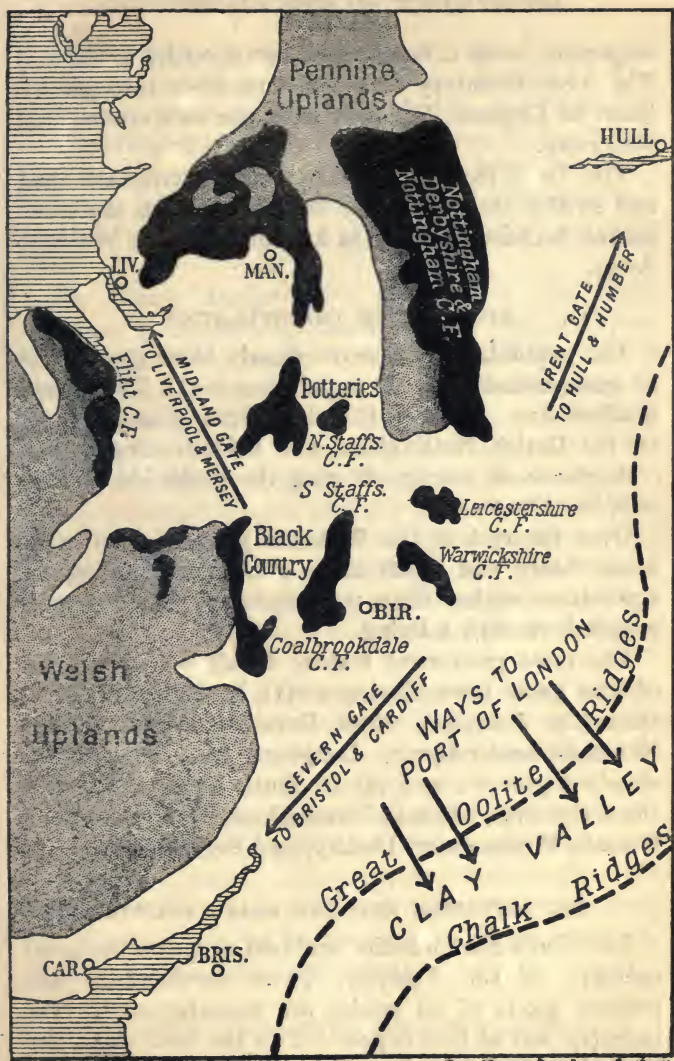 Pennine
Uplands
HULL
Nottingham
Derbyshire &
Nottingham C.F.
LIV.
MAN.
TRENT GATE
TO HULL & HUMBER
MIDLAND GATE
TO LIVERPOOL & MERSEY
Flint C.F.
Potteries
N. Staffs.
C.F.
S Staffs.
C.F.
Leicestershire
C.F.
Black
Country
Warwickshire
C.F.
BIR.
Coalbrookdale
C.F.
Welsh
Uplands
SEVERN GATE
TO BRISTOL & CARDIFF
WAYS TO
PORT OF LONDON
Great Oolite Ridges
CLAY VALLEY
Chalk Ridges
CAR.
BRIS.